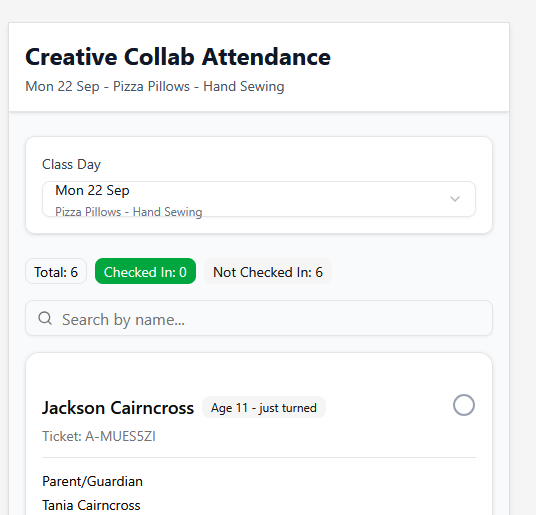 Creative Collab Attendance
Mon 22 Sep - Pizza Pillows - Hand Sewing
Class Day
Mon 22 Sep
Pizza Pillows - Hand Sewing
Total: 6 Checked In: 0 Not Checked In: 6
Search by name...
Jackson Cairncross Age 11 - just turned
Ticket: A-MUES5ZI
Parent/Guardian
Tania Cairncross